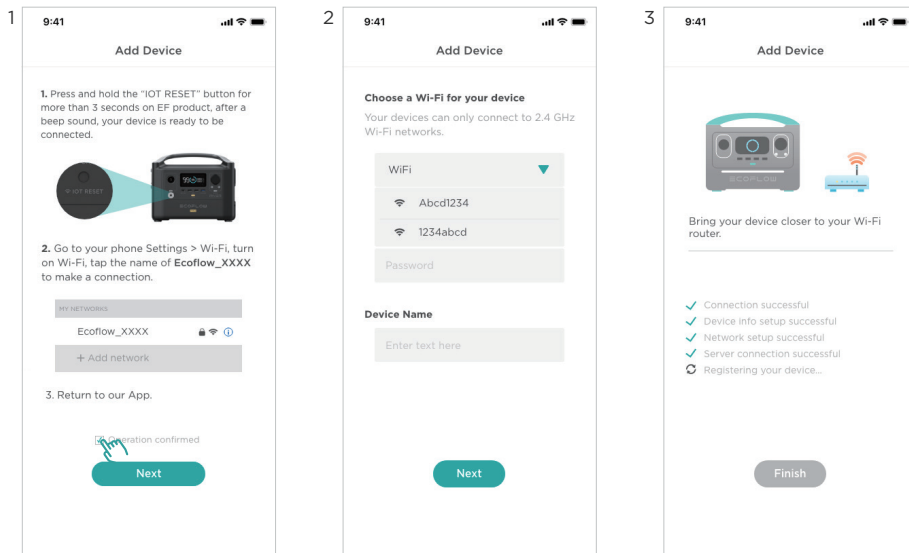 1
9:41
Add Device
1. Press and hold the “IOT RESET” button for
more than 3 seconds on EF product, after a
beep sound, your device is ready to be
connected.
IOT RESET
ECOFLOW
2. Go to your phone Settings > Wi-Fi, turn
on Wi-Fi, tap the name of Ecoflow_XXXX
to make a connection.
MY NETWORKS
Ecoflow_XXXX
+ Add network
3. Return to our App.
Operation confirmed
Next
2
9:41
Add Device
Choose a Wi-Fi for your device
Your devices can only connect to 2.4 GHz
Wi-Fi networks.
WiFi
Abcd1234
1234abcd
Password
Device Name
Enter text here
Next
3
9:41
Add Device
ECOFLOW
Bring your device closer to your Wi-Fi
router.
Connection successful
Device info setup successful
Network setup successful
Server connection successful
Registering your device...
Finish